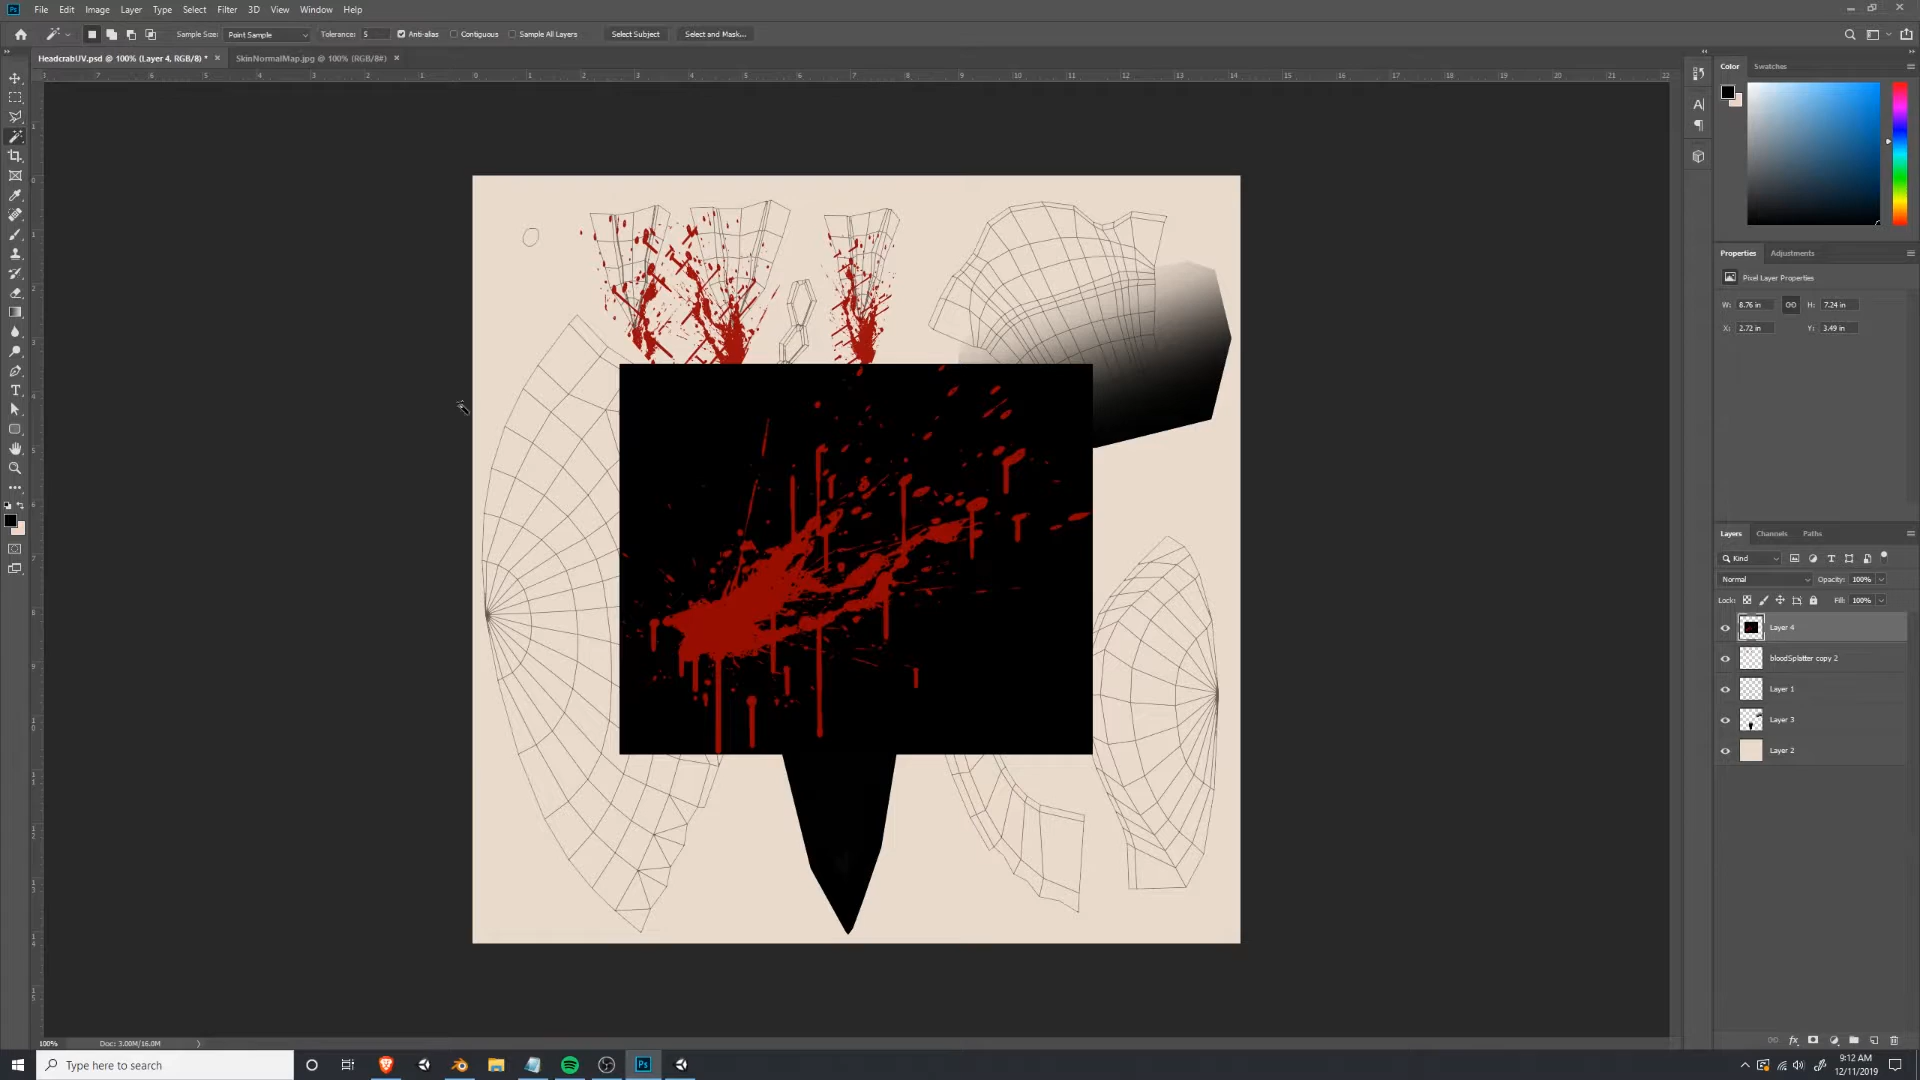 File Edit Image Layer Type Select Filter 3D View Window Help
Sample Size: Point Sample Tolerance: 5 Anti-alias Contiguous Sample All Layers Select Subject Select and Mask...
HeadcrabUV.psd @ 100% (Layer 4, RGB/8) * × SkinNormalMap.jpg @ 100% (RGB/8#) ×
Color Swatches
Properties Adjustments
Pixel Layer Properties
W: 8.76 in H: 7.24 in
X: 2.72 in Y: 3.49 in
Layers Channels Paths
Kind
Normal Opacity: 100%
Lock: Fill: 100%
Layer 4
bloodSplatter copy 2
Layer 1
Layer 3
Layer 2
100% Doc: 3.00M/16.0M
Type here to search
9:12 AM
12/11/2019